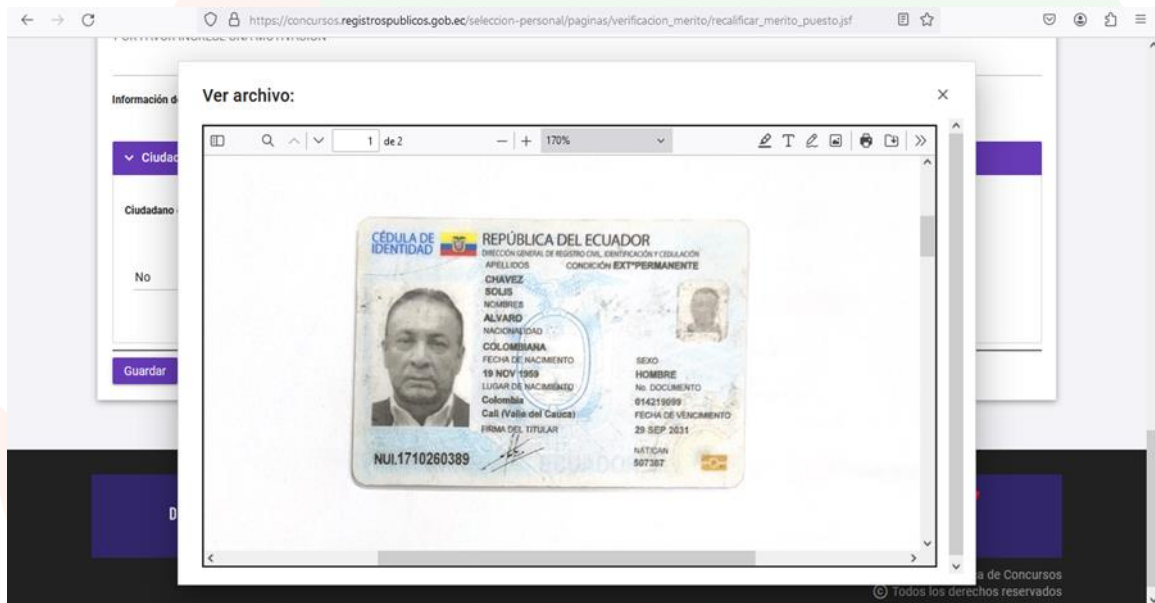 https://concursos.registrospublicos.gob.ec/seleccion-personal/paginas/verificacion_merito/recalificar_merito_puesto.jsf
Información d
Ver archivo:
1 de 2
170%
Ciudad
Ciudadano
No
Guardar
CÉDULA DE
IDENTIDAD
REPÚBLICA DEL ECUADOR
DIRECCIÓN GENERAL DE REGISTRO CIVIL, IDENTIFICACIÓN Y CEDULACIÓN
APELLIDOS CONDICIÓN EXT*PERMANENTE
CHAVEZ
SOLIS
NOMBRES
ALVARO
NACIONALIDAD
COLOMBIANA
FECHA DE NACIMIENTO
19 NOV 1959
LUGAR DE NACIMIENTO
Colombia
Cali (Valle del Cauca)
FIRMA DEL TITULAR
SEXO
HOMBRE
No. DOCUMENTO
014219099
FECHA DE VENCIMIENTO
29 SEP 2031
NAT/CAN
507387
NUI.1710260389
ECUADOR
D
a de Concursos
© Todos los derechos reservados